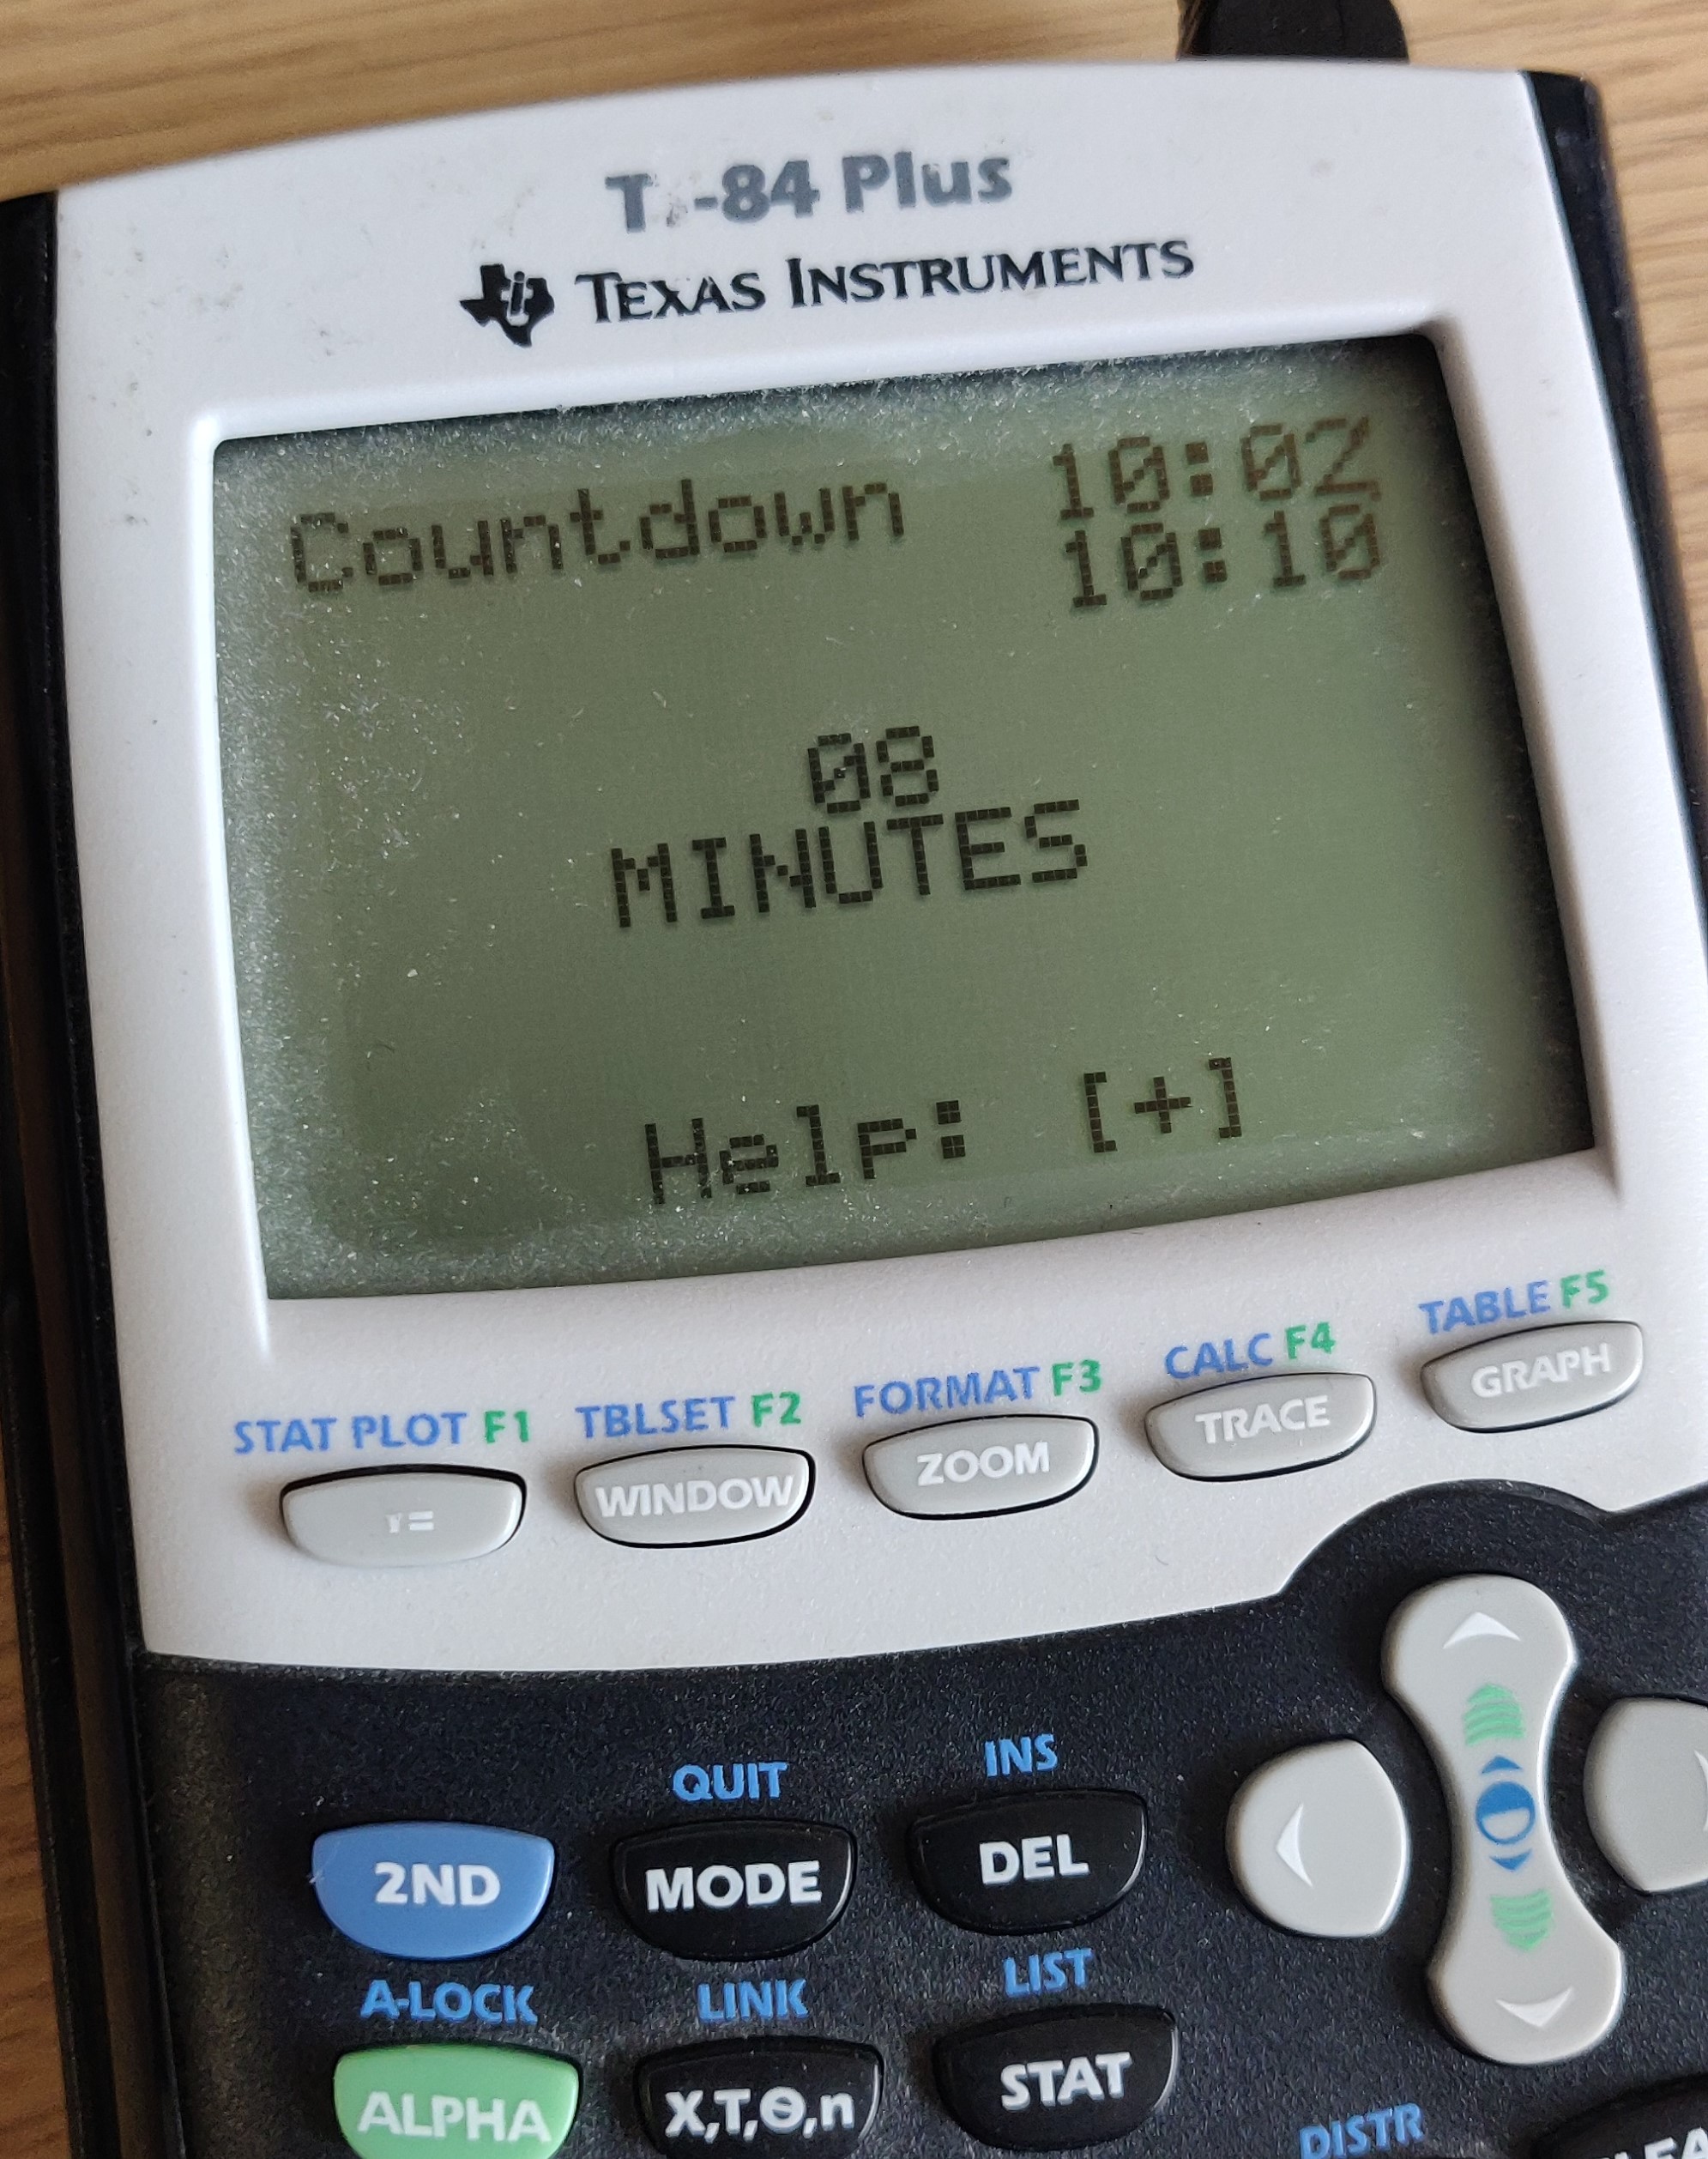 T -84 Plus
TEXAS INSTRUMENTS
Countdown 10:02
10:10
08
MINUTES
Help: [+]
STAT PLOT F1 TBLSET F2 FORMAT F3 CALC F4 TABLE F5
Y= WINDOW ZOOM TRACE GRAPH
QUIT INS
2ND MODE DEL
A-LOCK LINK LIST
ALPHA X,T,Θ,n STAT
DISTR